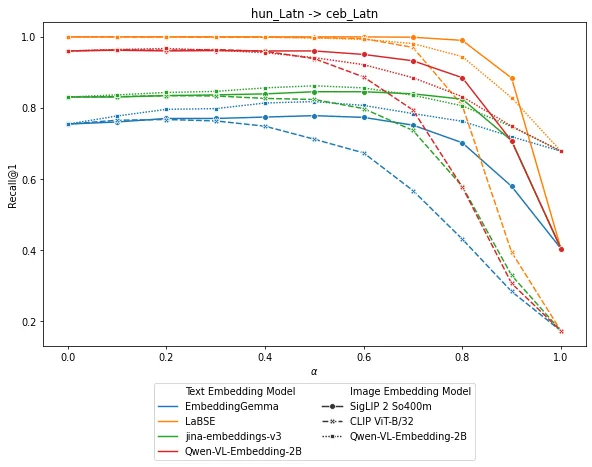 hun_Latn -> ceb_Latn
1.0
0.8
0.6
0.4
0.2
Recall@1
0.0 0.2 0.4 0.6 0.8 1.0
α
Text Embedding Model Image Embedding Model
EmbeddingGemma SigLIP 2 So400m
LaBSE CLIP ViT-B/32
jina-embeddings-v3 Qwen-VL-Embedding-2B
Qwen-VL-Embedding-2B